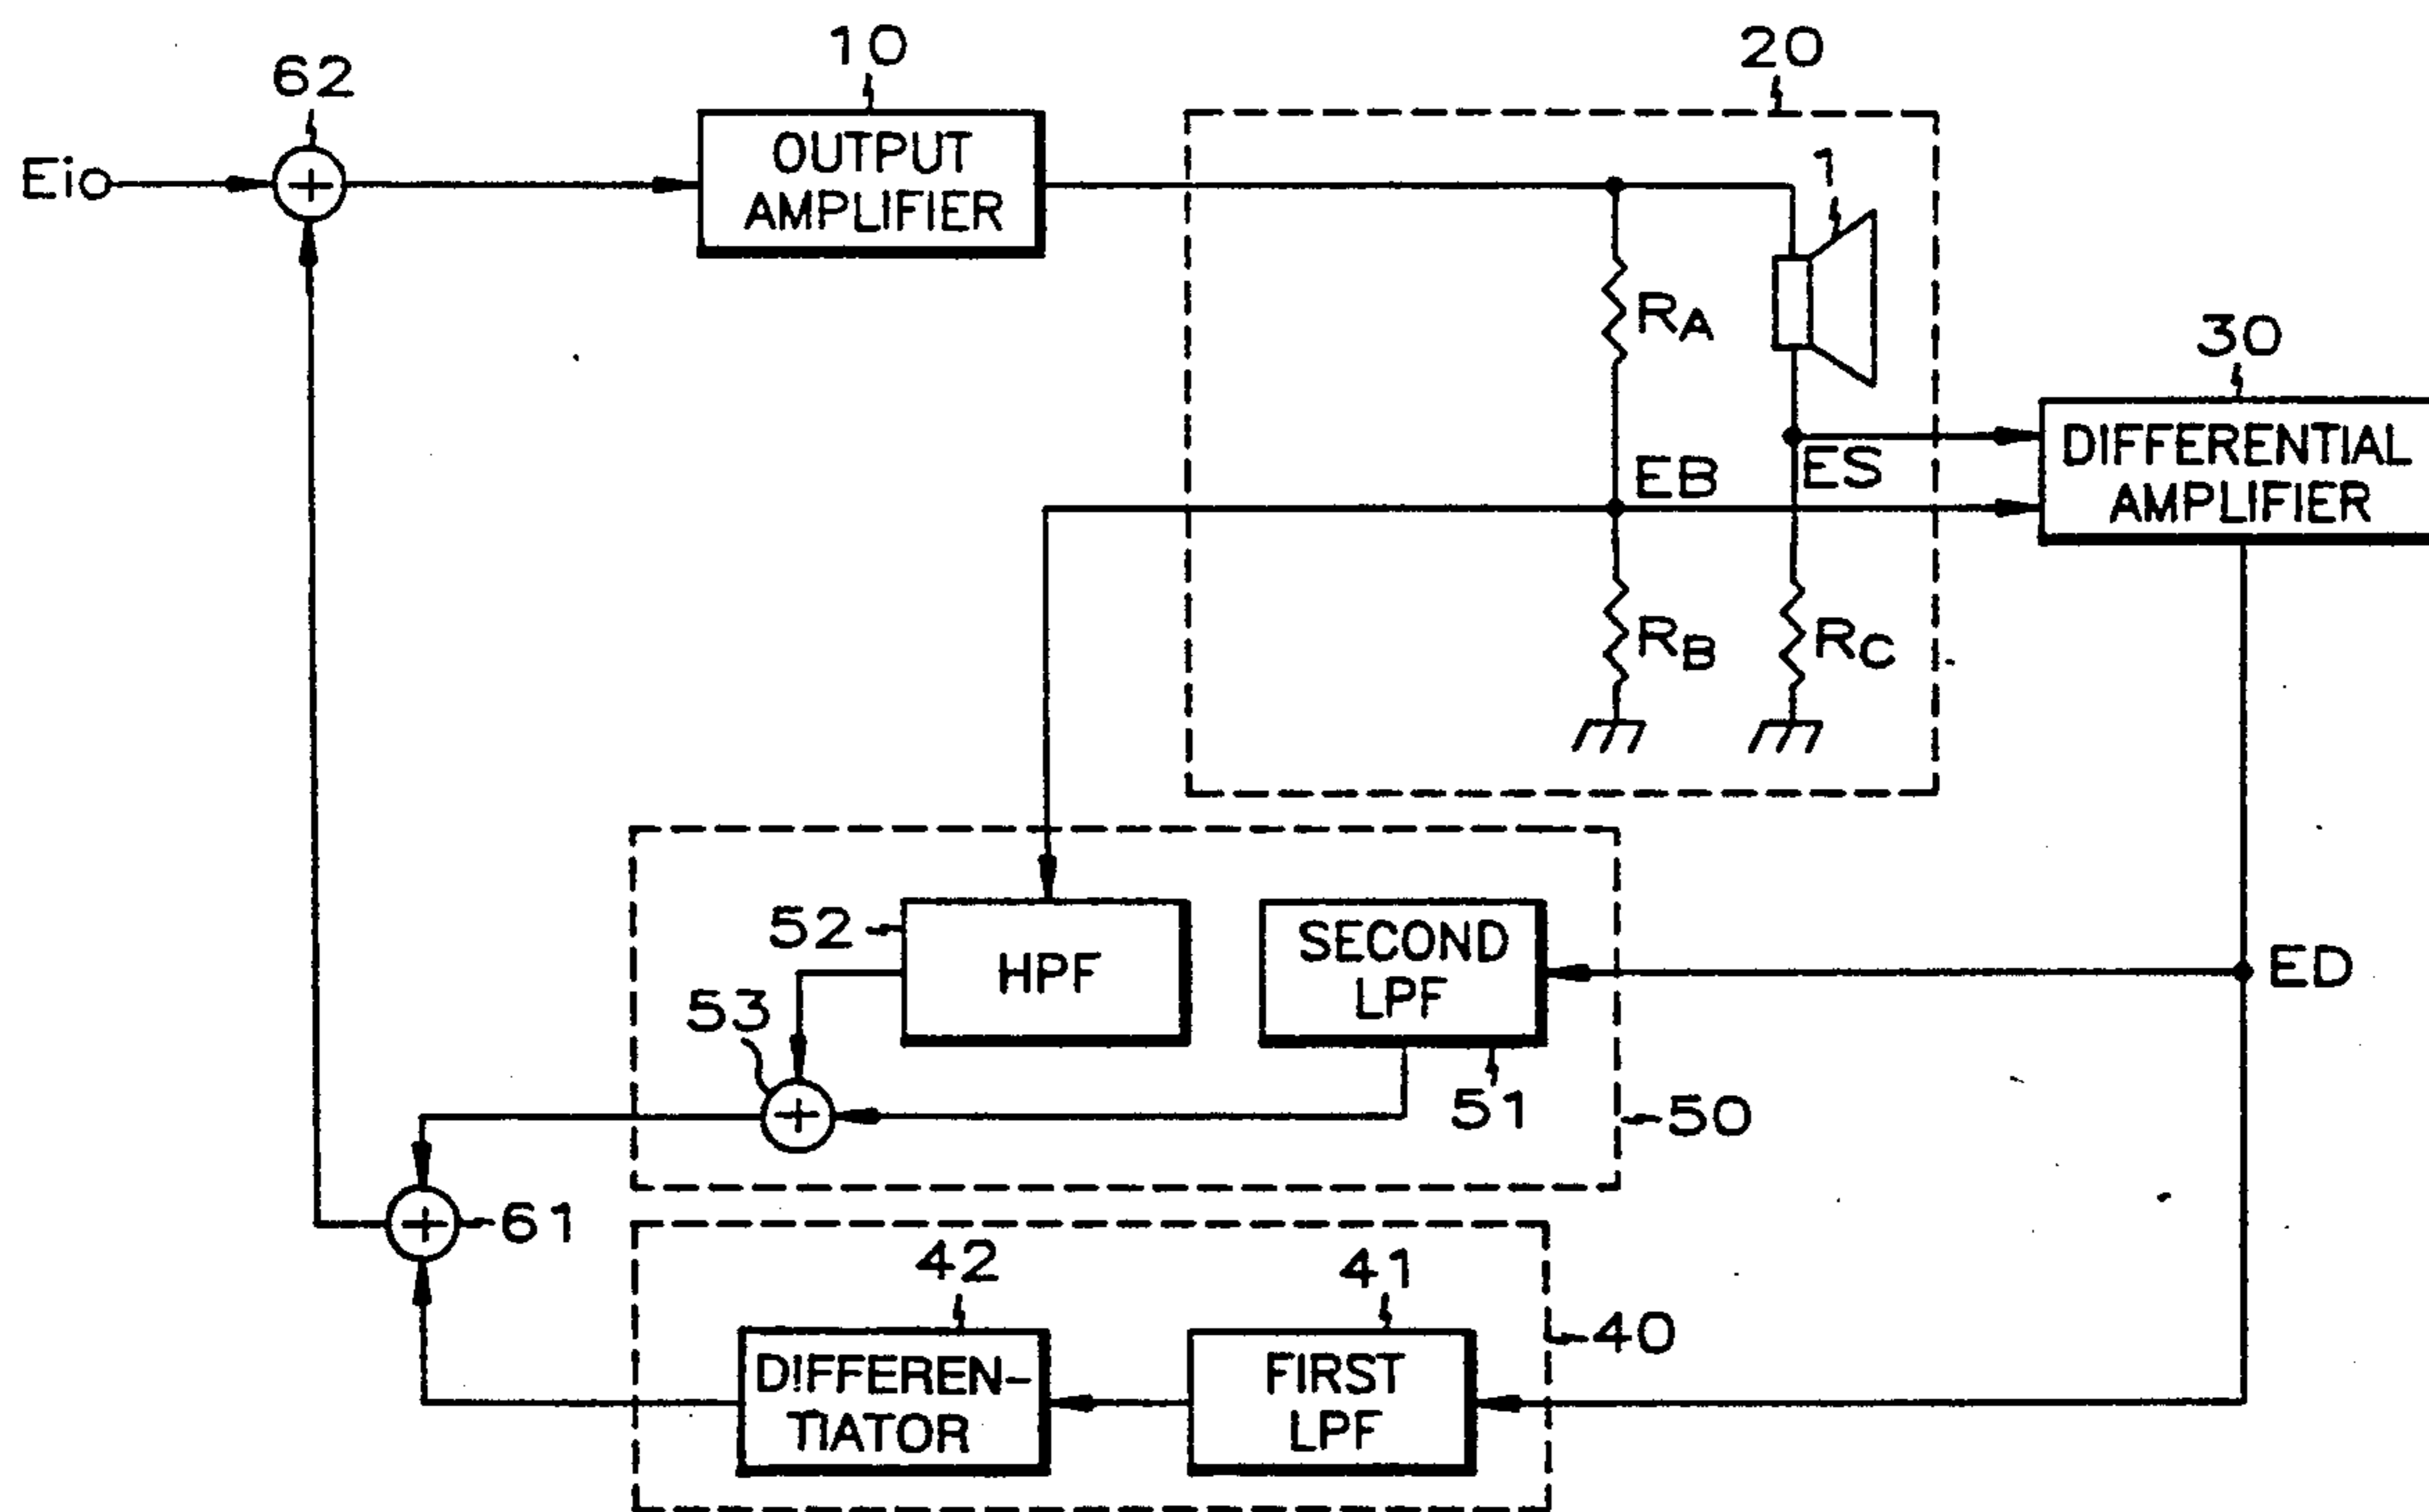 62
10
20
Ei
OUTPUT
AMPLIFIER
1
RA
30
DIFFERENTIAL
AMPLIFIER
EB
ES
RB
RC
52
HPF
SECOND
LPF
ED
53
51
50
61
42
41
40
DIFFEREN-
TIATOR
FIRST
LPF